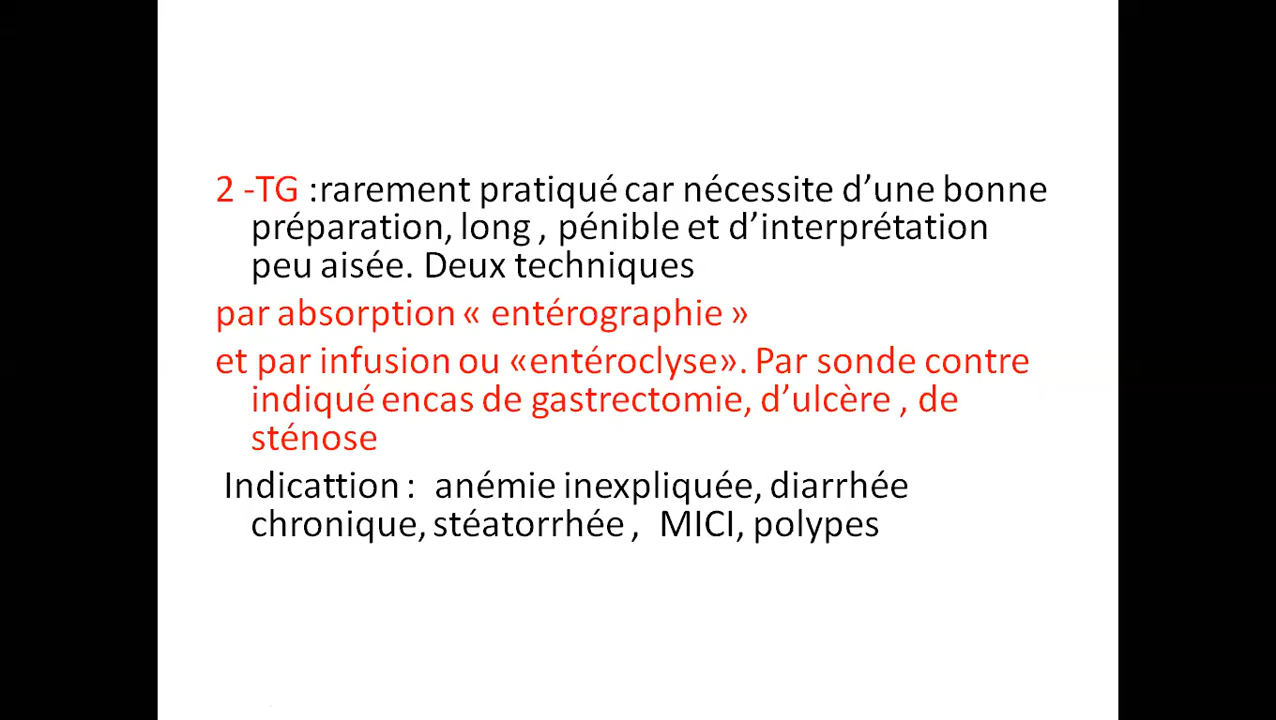 2 -TG :rarement pratiqué car nécessite d’une bonne
préparation, long , pénible et d’interprétation
peu aisée. Deux techniques
par absorption « entérographie »
et par infusion ou «entéroclyse». Par sonde contre
indiqué encas de gastrectomie, d’ulcère , de
sténose
Indicattion :  anémie inexpliquée, diarrhée
chronique, stéatorrhée ,  MICI, polypes